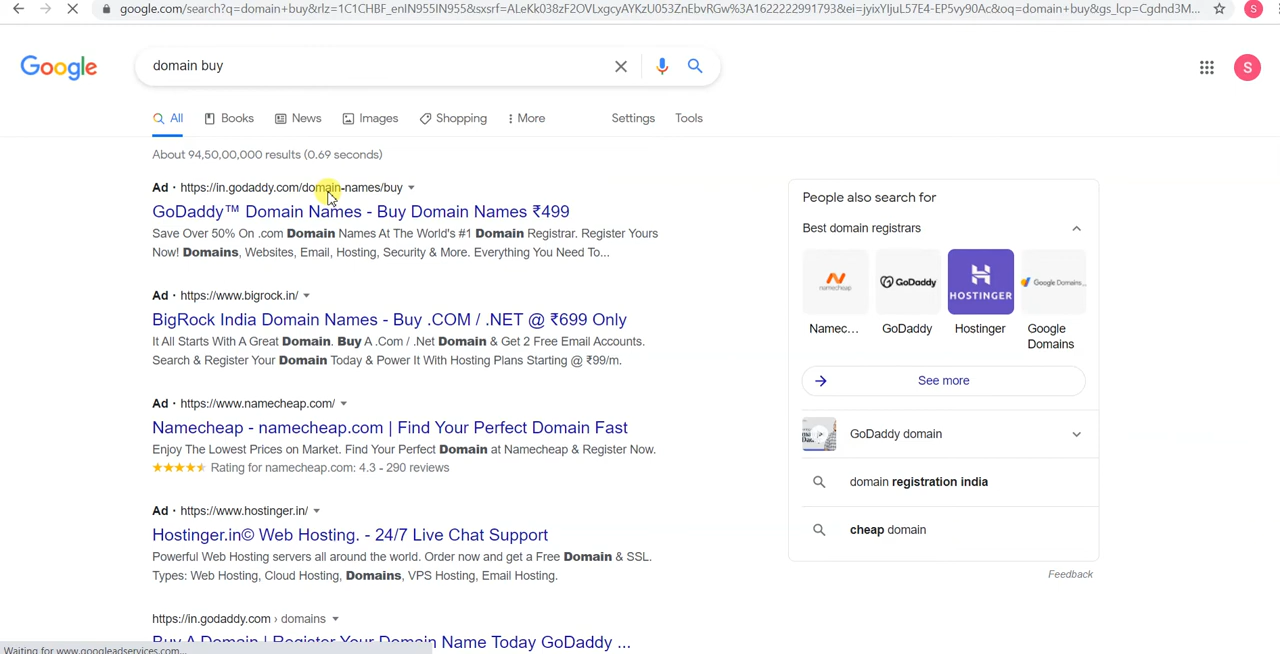 google.com/search?q=domain+buy&rlz=1C1CHBF_enIN955IN955&sxsrf=ALeKk038zF2OVLxgcyAYKzU053ZnEbvRGw%3A1622222991793&ei=jyixYIjuL57E4-EP5vy90Ac&oq=domain+buy&gs_lcp=Cgdnd3M...
S
Google
domain buy
S
All
Books
News
Images
Shopping
More
Settings
Tools
About 94,50,00,000 results (0.69 seconds)
Ad · https://in.godaddy.com/domain-names/buy
GoDaddy™ Domain Names - Buy Domain Names ₹499
Save Over 50% On .com Domain Names At The World's #1 Domain Registrar. Register Yours
Now! Domains, Websites, Email, Hosting, Security & More. Everything You Need To...
Ad · https://www.bigrock.in/
BigRock India Domain Names - Buy .COM / .NET @ ₹699 Only
It All Starts With A Great Domain. Buy A .Com / .Net Domain & Get 2 Free Email Accounts.
Search & Register Your Domain Today & Power It With Hosting Plans Starting @ ₹99/m.
Ad · https://www.namecheap.com/
Namecheap - namecheap.com | Find Your Perfect Domain Fast
Enjoy The Lowest Prices on Market. Find Your Perfect Domain at Namecheap & Register Now.
Rating for namecheap.com: 4.3 - 290 reviews
Ad · https://www.hostinger.in/
Hostinger.in© Web Hosting. - 24/7 Live Chat Support
Powerful Web Hosting servers all around the world. Order now and get a Free Domain & SSL.
Types: Web Hosting, Cloud Hosting, Domains, VPS Hosting, Email Hosting.
https://in.godaddy.com › domains
Buy A Domain | Register Your Domain Name Today GoDaddy ...
Waiting for www.googleadservices.com...
People also search for
Best domain registrars
namecheap
GoDaddy
HOSTINGER
Google Domains...
Namec...
GoDaddy
Hostinger
Google
Domains
See more
GoDaddy domain
domain registration india
cheap domain
Feedback